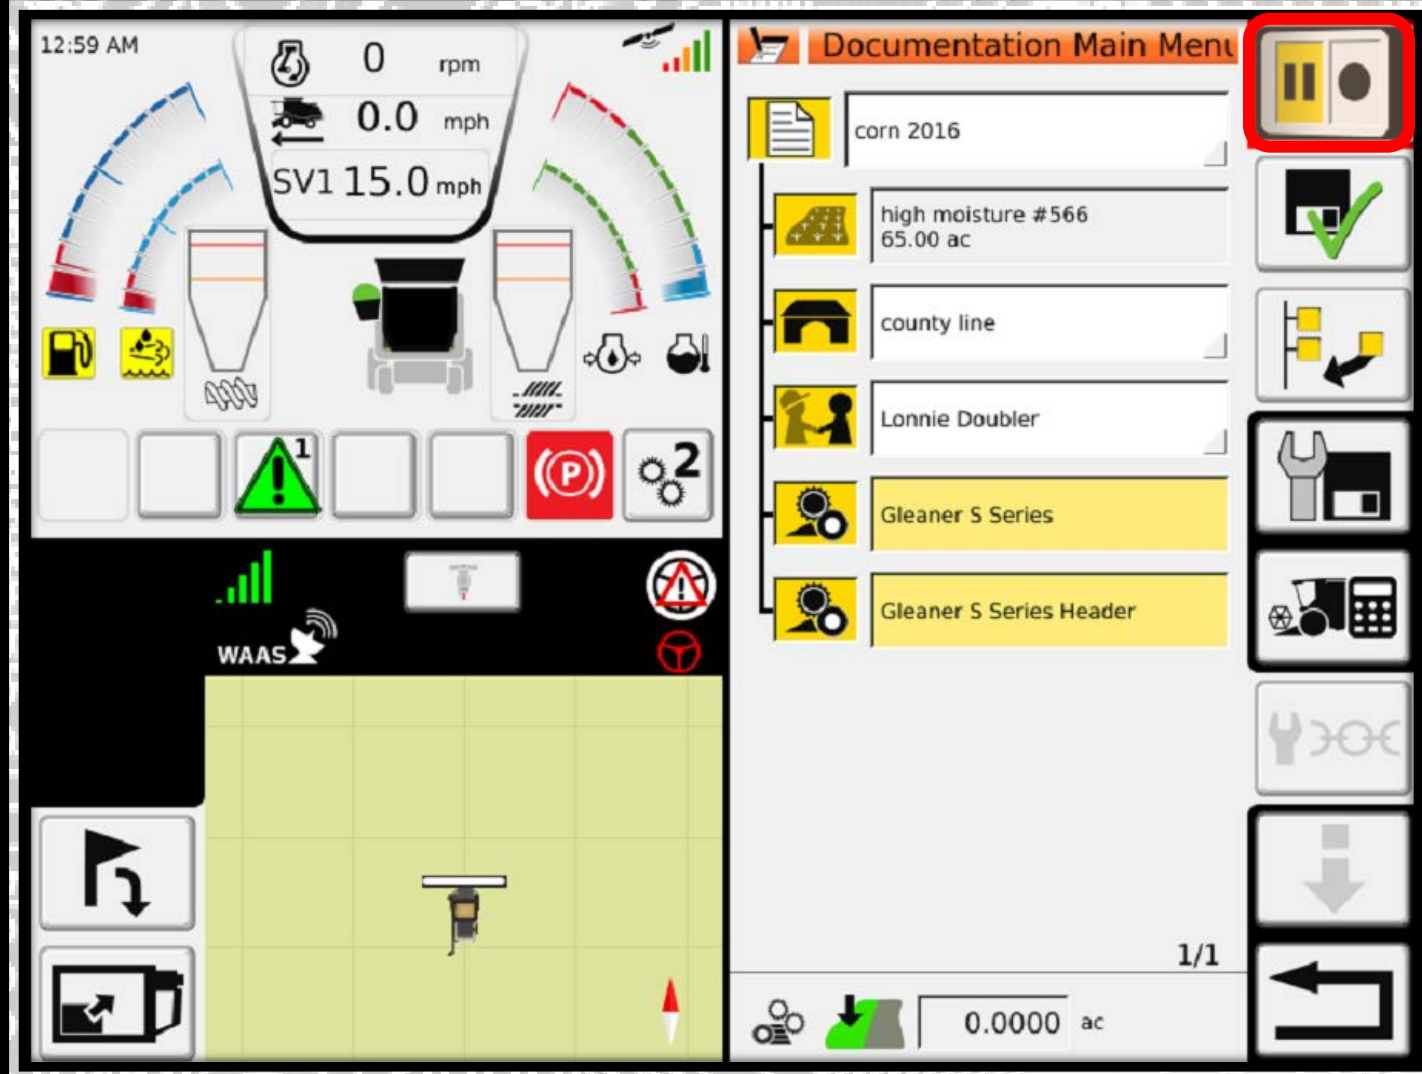 12:59 AM
0 rpm
0.0 mph
SV1 15.0 mph
1
P
2
WAAS
Documentation Main Menu
corn 2016
high moisture #566
65.00 ac
county line
Lonnie Doubler
Gleaner S Series
Gleaner S Series Header
1/1
0.0000 ac